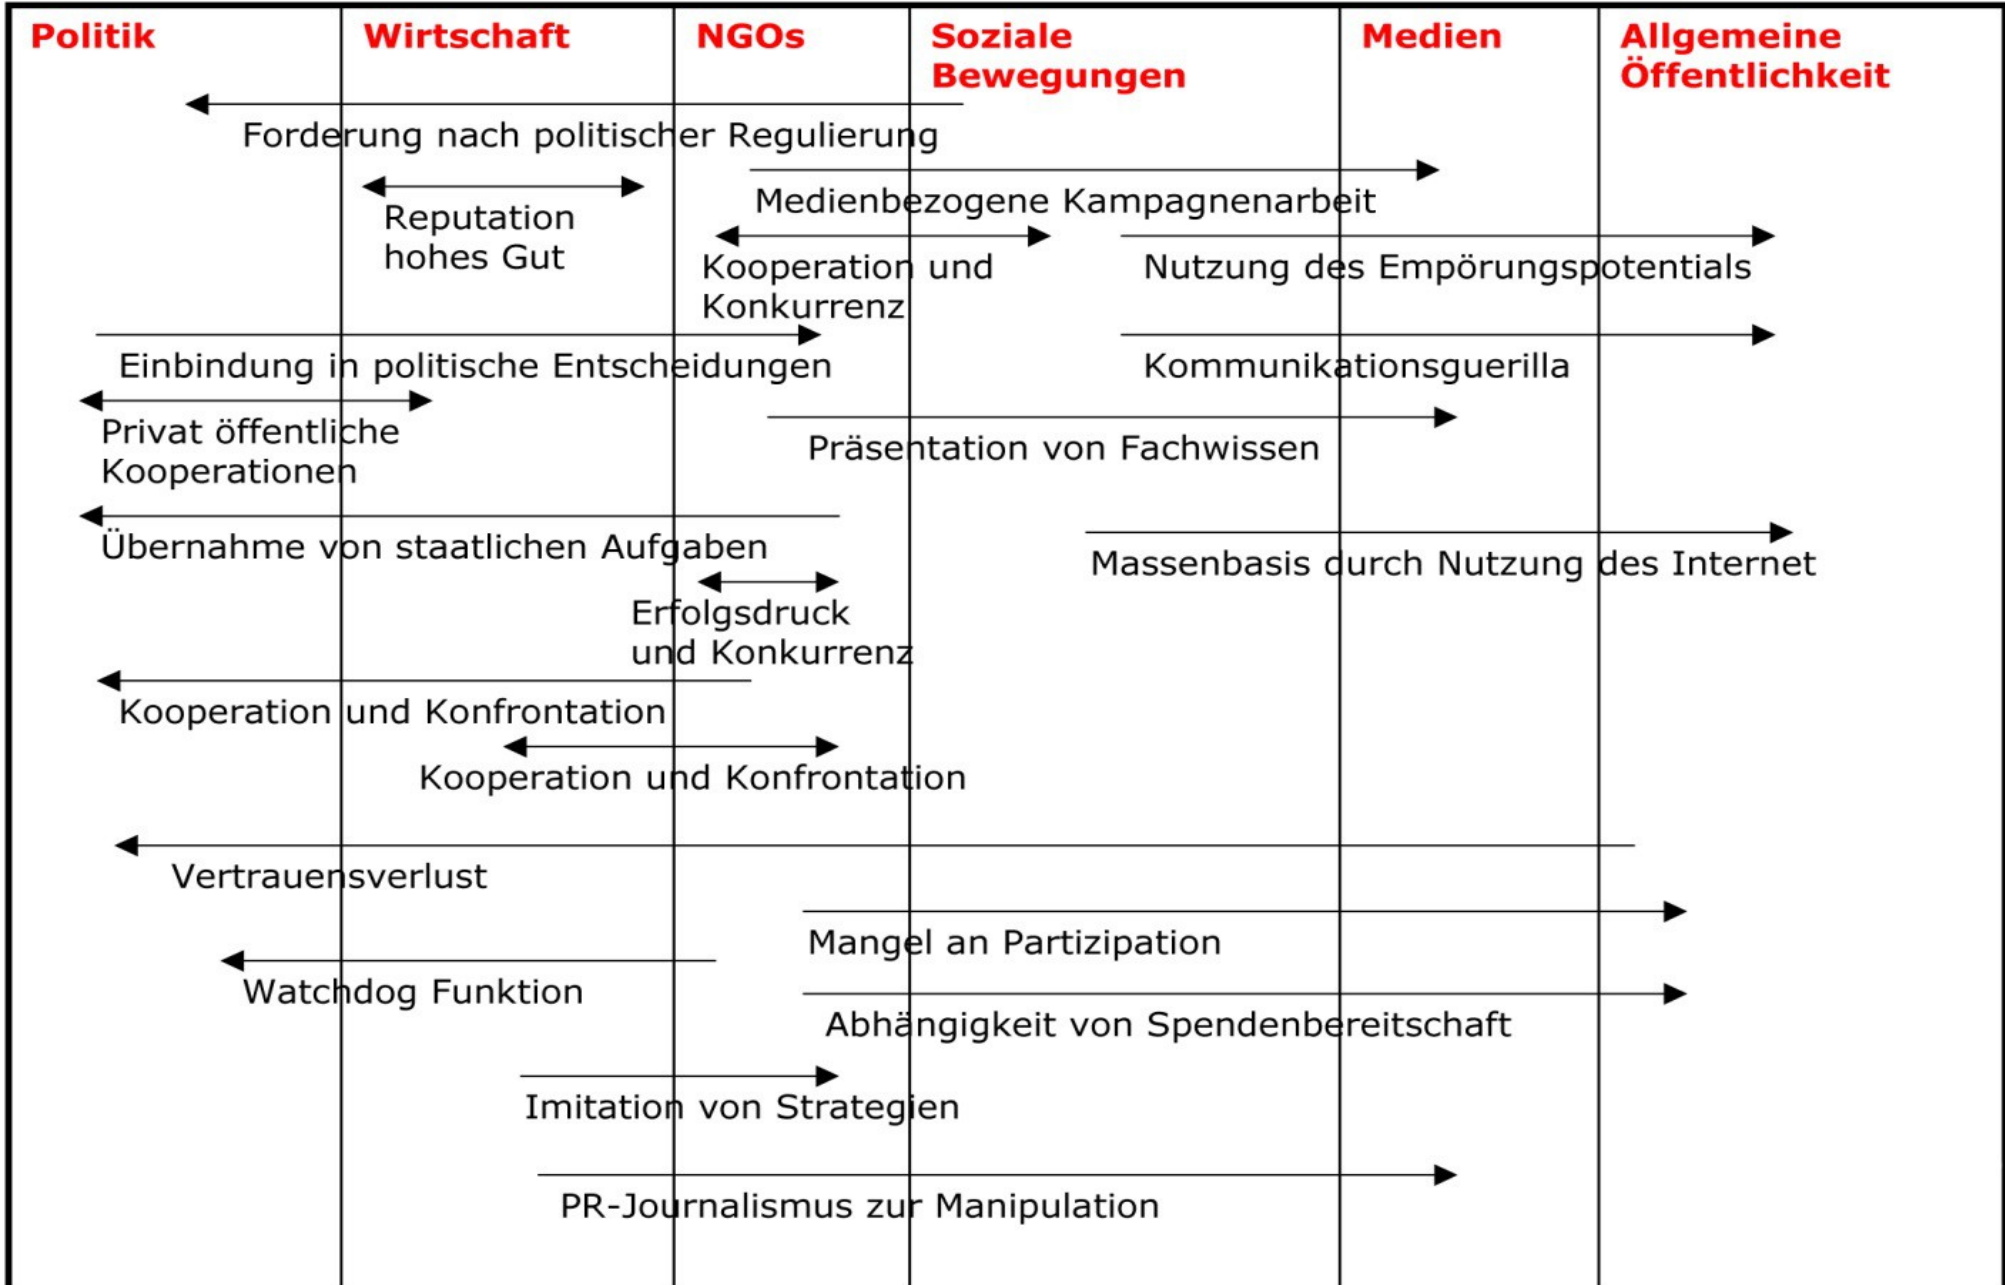 Politik
Wirtschaft
NGOs
Soziale
Bewegungen
Medien
Allgemeine
Öffentlichkeit
Forderung nach politischer Regulierung
Medienbezogene Kampagnenarbeit
Reputation
hohes Gut
Kooperation und
Konkurrenz
Nutzung des Empörungspotentials
Einbindung in politische Entscheidungen
Kommunikationsguerilla
Privat öffentliche
Kooperationen
Präsentation von Fachwissen
Übernahme von staatlichen Aufgaben
Massenbasis durch Nutzung des Internet
Erfolgsdruck
und Konkurrenz
Kooperation und Konfrontation
Kooperation und Konfrontation
Vertrauensverlust
Mangel an Partizipation
Watchdog Funktion
Abhängigkeit von Spendenbereitschaft
Imitation von Strategien
PR-Journalismus zur Manipulation